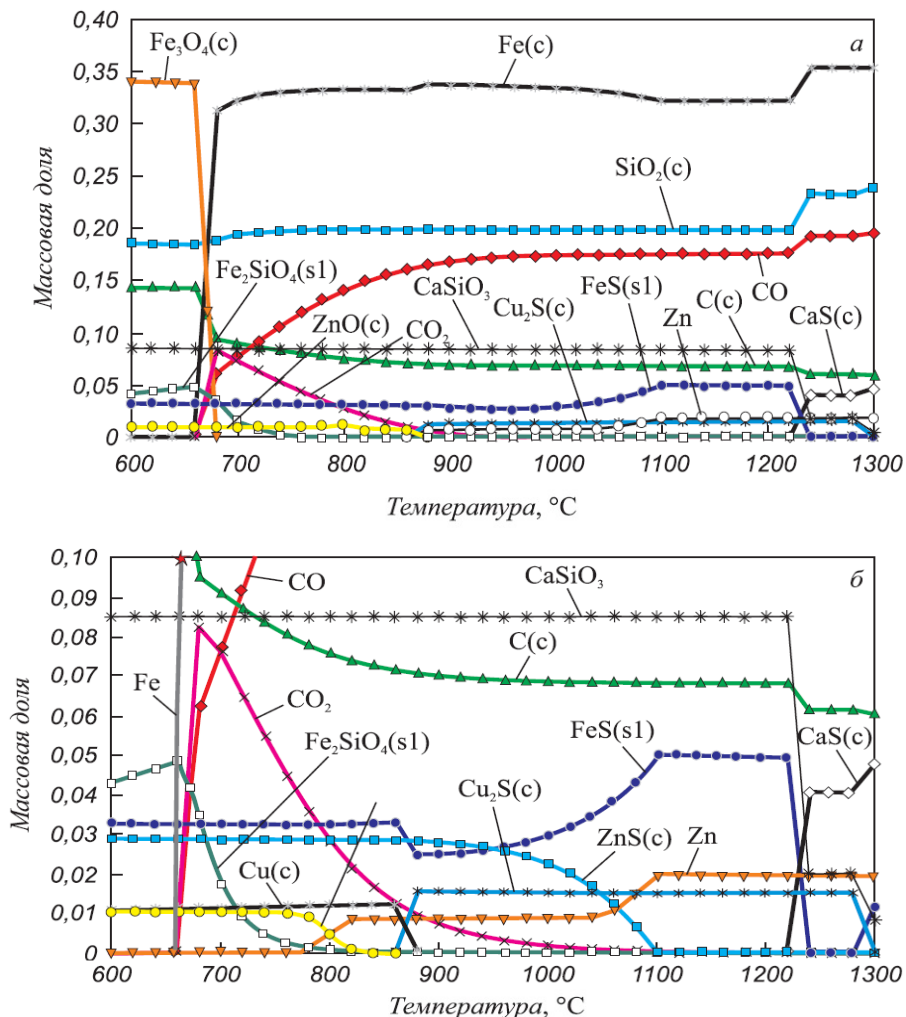 0,40
Fe3O4(c)
Fe(c)
а
0,35
0,30
0,25
SiO2(c)
0,20
Fe2SiO4(s1)
CaSiO3
FeS(s1)
CO
0,15
ZnO(c)
CO2
Cu2S(c)
Zn
C(c)
CaS(c)
0,10
0,05
0
600 700 800 900 1000 1100 1200 1300
Массовая доля
Температура, °C
0,10
CO
CaSiO3
б
0,09
0,08
C(c)
0,07
Fe
CO2
0,06
Fe2SiO4(s1)
FeS(s1)
CaS(c)
0,05
0,04
Cu2S(c)
0,03
ZnS(c)
Zn
0,02
Cu(c)
0,01
0
600 700 800 900 1000 1100 1200 1300
Массовая доля
Температура, °C